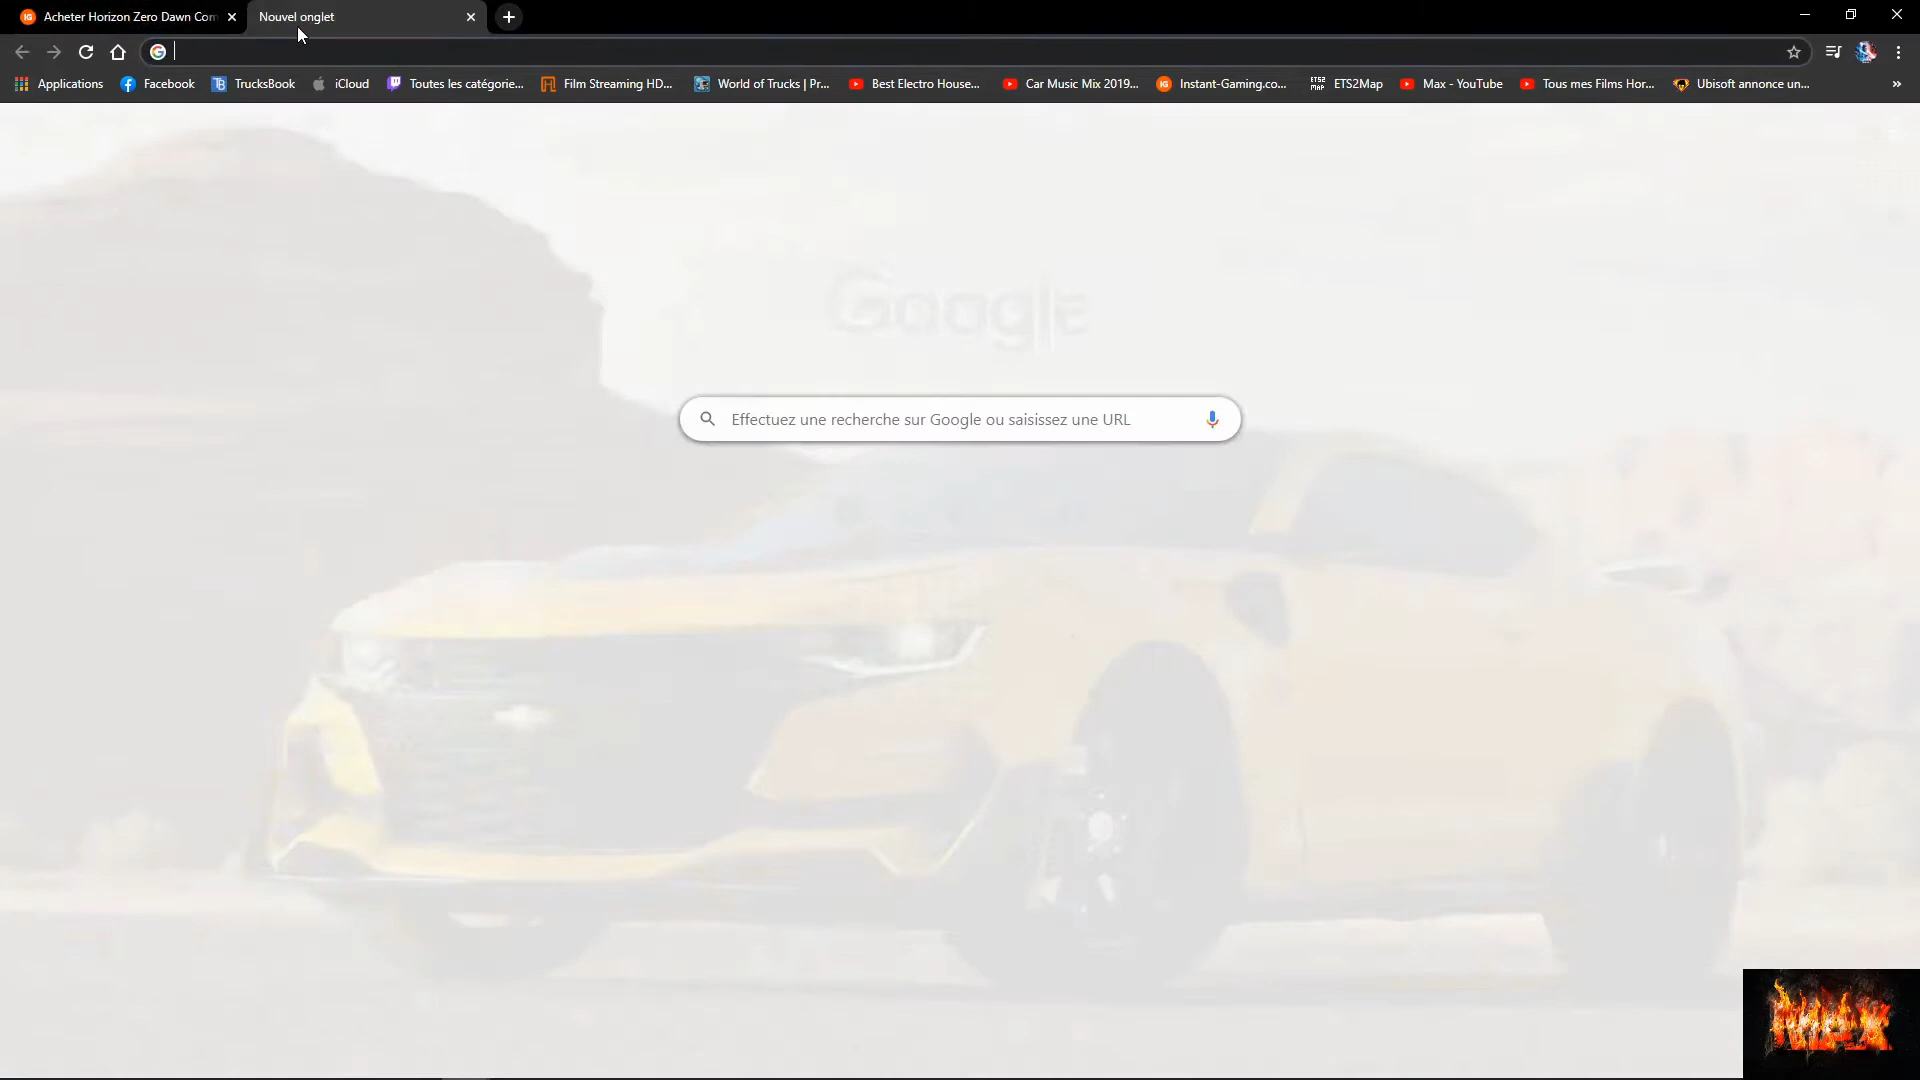 Acheter Horizon Zero Dawn Com
Nouvel onglet
Applications
Facebook
TrucksBook
iCloud
Toutes les catégorie...
Film Streaming HD...
World of Trucks | Pr...
Best Electro House...
Car Music Mix 2019...
Instant-Gaming.co...
ETS2Map
Max - YouTube
Tous mes Films Hor...
Ubisoft annonce un...
Google
Effectuez une recherche sur Google ou saisissez une URL